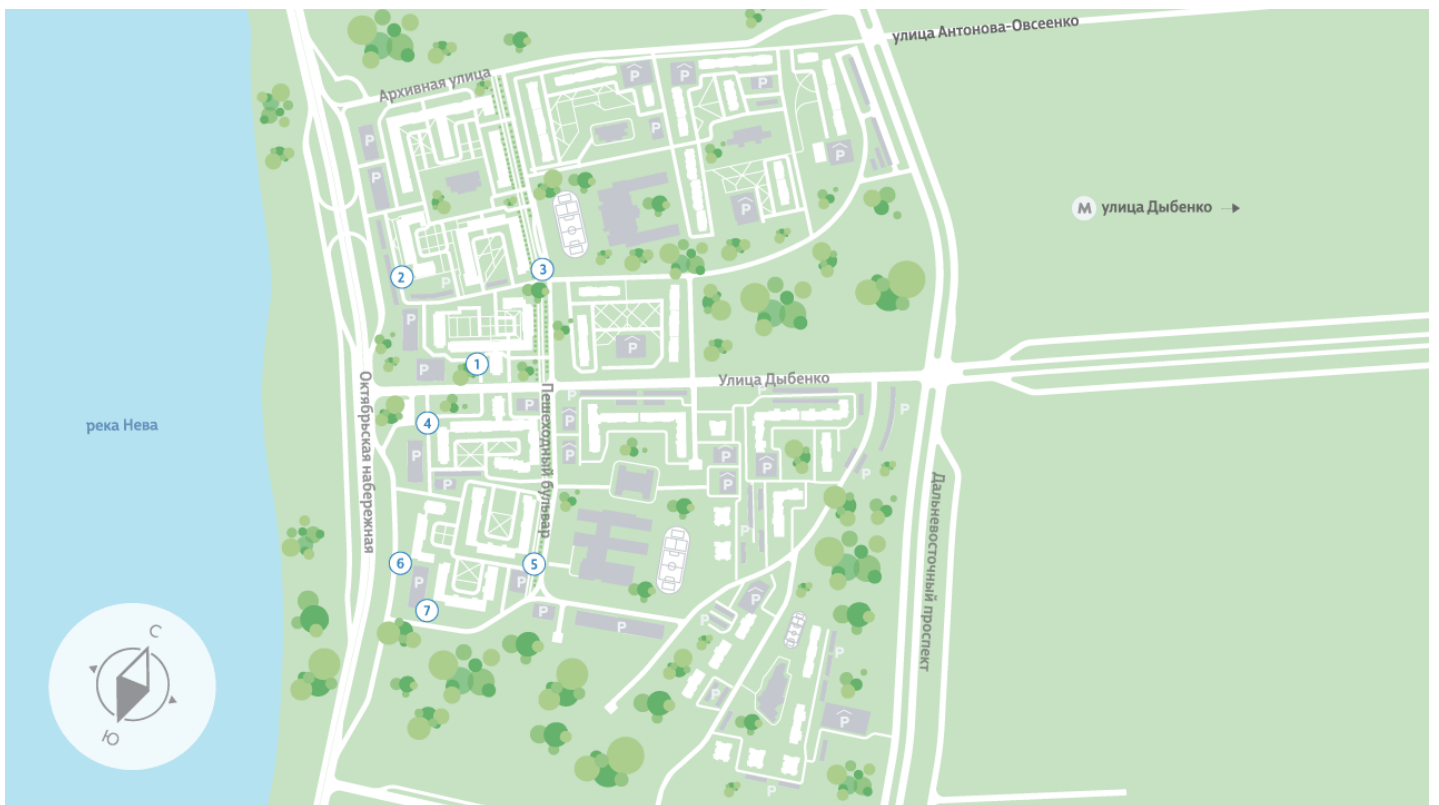 улица Антонова-Овсеенко
Архивная улица
P
P
P
P
P
P
P
P
М улица Дыбенко
P
2
3
P
P
P
1
P
Октябрьская набережная
Улица Дыбенко
Пешеходный бульвар
P
P
P
P
река Нева
4
P
P
P
P
P
P
P
P
Дальневосточный проспект
P
6
5
P
P
7
P
P
P
P
С
P
P
P
Ю
P